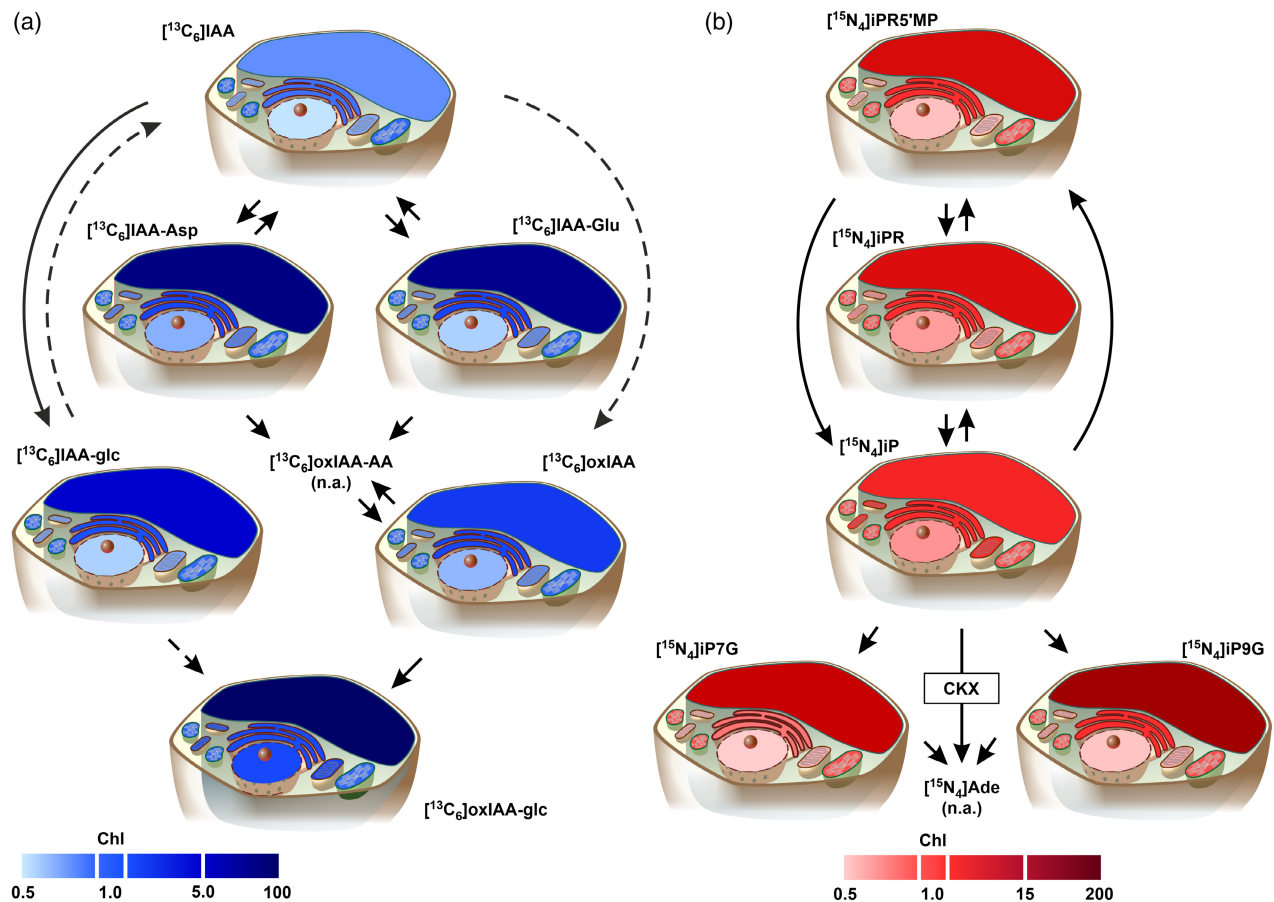 (a)
[¹³C₆]IAA
[¹³C₆]IAA-Asp
[¹³C₆]IAA-Glu
[¹³C₆]IAA-glc
[¹³C₆]oxIAA-AA
(n.a.)
[¹³C₆]oxIAA
[¹³C₆]oxIAA-glc
Chl
0.5 1.0 5.0 100
(b)
[¹⁵N₄]iPR5'MP
[¹⁵N₄]iPR
[¹⁵N₄]iP
[¹⁵N₄]iP7G
[¹⁵N₄]iP9G
CKX
[¹⁵N₄]Ade
(n.a.)
Chl
0.5 1.0 15 200